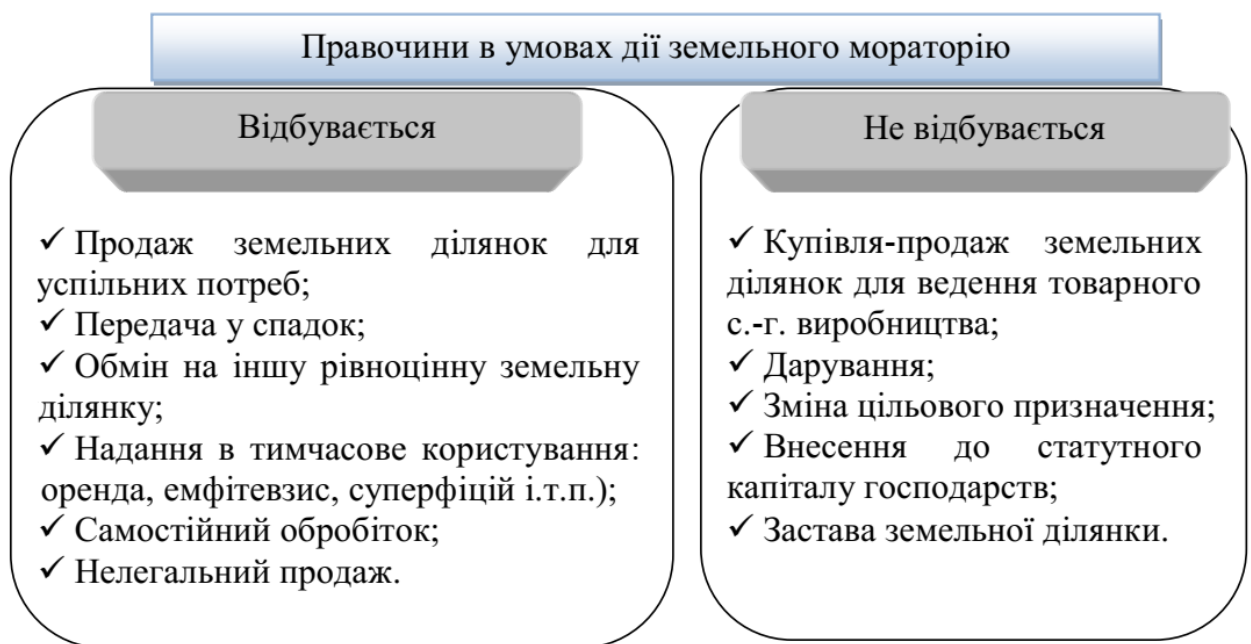 Правочини в умовах дії земельного мораторію
Відбувається
✓ Продаж земельних ділянок для
успільних потреб;
✓ Передача у спадок;
✓ Обмін на іншу рівноцінну земельну
ділянку;
✓ Надання в тимчасове користування:
оренда, емфітевзис, суперфіцій і.т.п.);
✓ Самостійний обробіток;
✓ Нелегальний продаж.
Не відбувається
✓ Купівля-продаж земельних
ділянок для ведення товарного
с.-г. виробництва;
✓ Дарування;
✓ Зміна цільового призначення;
✓ Внесення до статутного
капіталу господарств;
✓ Застава земельної ділянки.